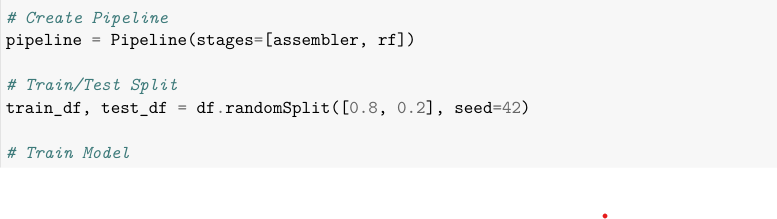 # Create Pipeline
pipeline = Pipeline(stages=[assembler, rf])
# Train/Test Split
train_df, test_df = df.randomSplit([0.8, 0.2], seed=42)
# Train Model